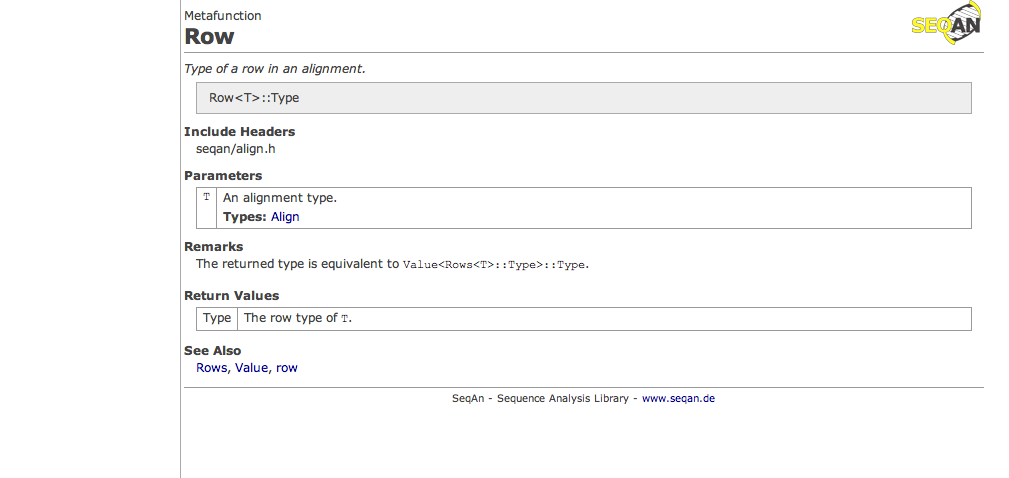 Metafunction
SEQAN
Row
Type of a row in an alignment.
Row<T>::Type
Include Headers
seqan/align.h
Parameters
T An alignment type.
Types: Align
Remarks
The returned type is equivalent to Value<Rows<T>::Type>::Type.
Return Values
Type The row type of T.
See Also
Rows, Value, row
SeqAn - Sequence Analysis Library - www.seqan.de